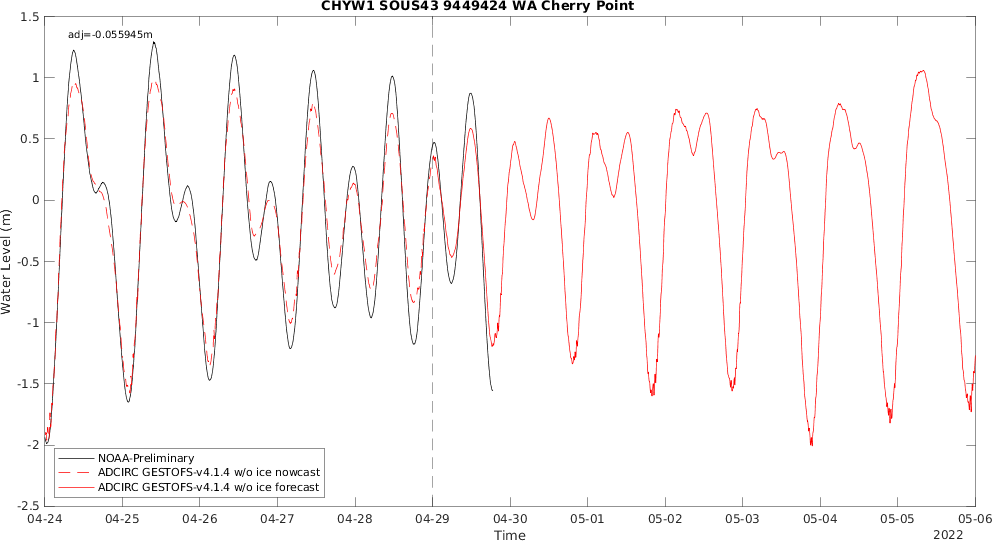 CHYW1 SOUS43 9449424 WA Cherry Point
adj=-0.055945m
1.5
1
0.5
0
-0.5
-1
-1.5
-2
-2.5
Water Level (m)
NOAA-Preliminary
ADCIRC GESTOFS-v4.1.4 w/o ice nowcast
ADCIRC GESTOFS-v4.1.4 w/o ice forecast
04-24 04-25 04-26 04-27 04-28 04-29 04-30 05-01 05-02 05-03 05-04 05-05 05-06
Time
2022